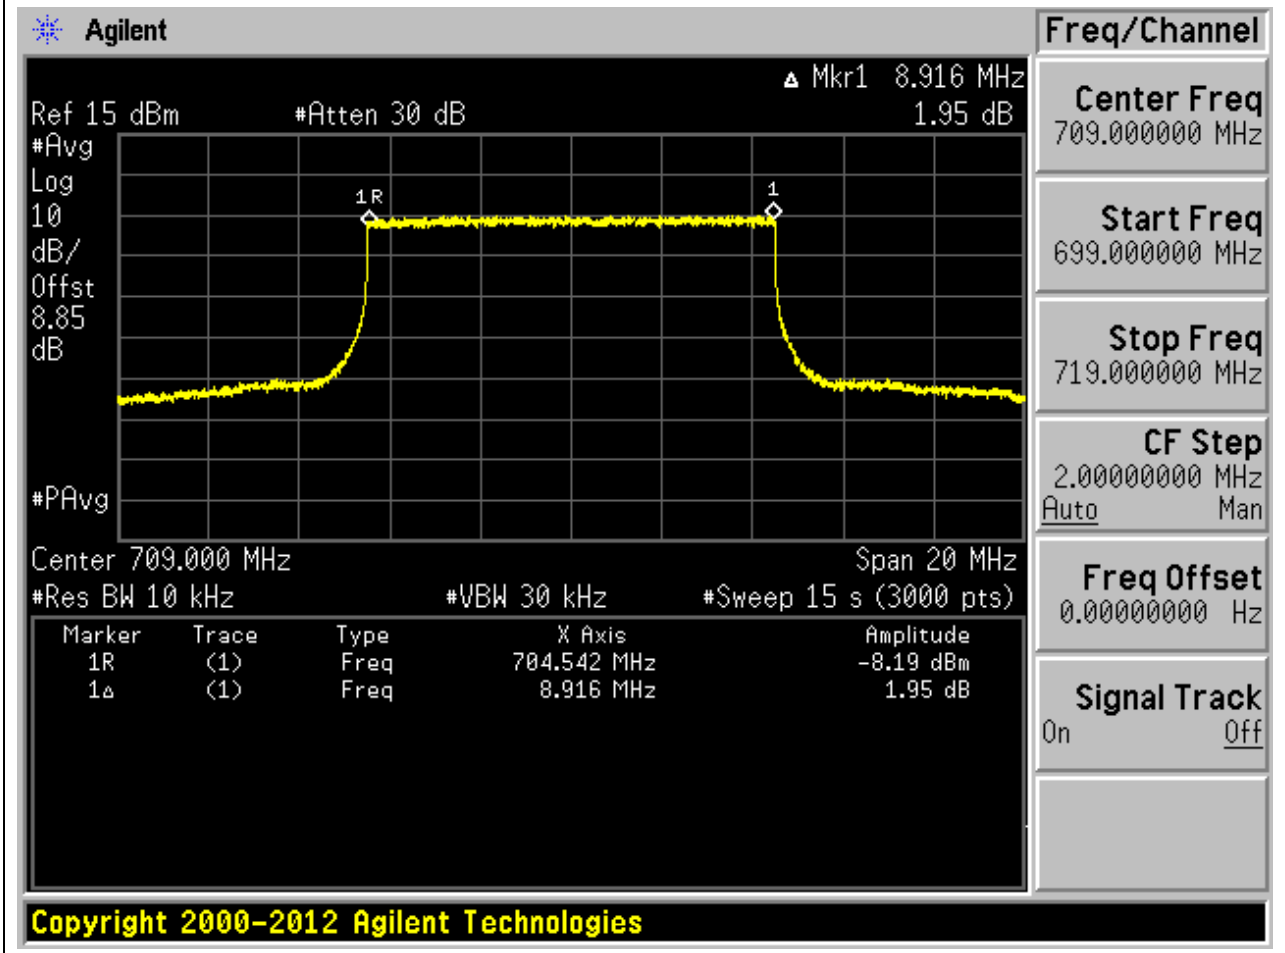 Agilent
Freq/Channel
Δ Mkr1 8.916 MHz
Ref 15 dBm #Atten 30 dB 1.95 dB
#Avg
Log
10
dB/
Offst
8.85
dB
1R
1
#PAvg
Center 709.000 MHz Span 20 MHz
#Res BW 10 kHz #VBW 30 kHz #Sweep 15 s (3000 pts)
Marker Trace Type X Axis Amplitude
1R (1) Freq 704.542 MHz -8.19 dBm
1Δ (1) Freq 8.916 MHz 1.95 dB
Center Freq
709.000000 MHz
Start Freq
699.000000 MHz
Stop Freq
719.000000 MHz
CF Step
2.00000000 MHz
Auto Man
Freq Offset
0.00000000 Hz
Signal Track
On Off
Copyright 2000-2012 Agilent Technologies